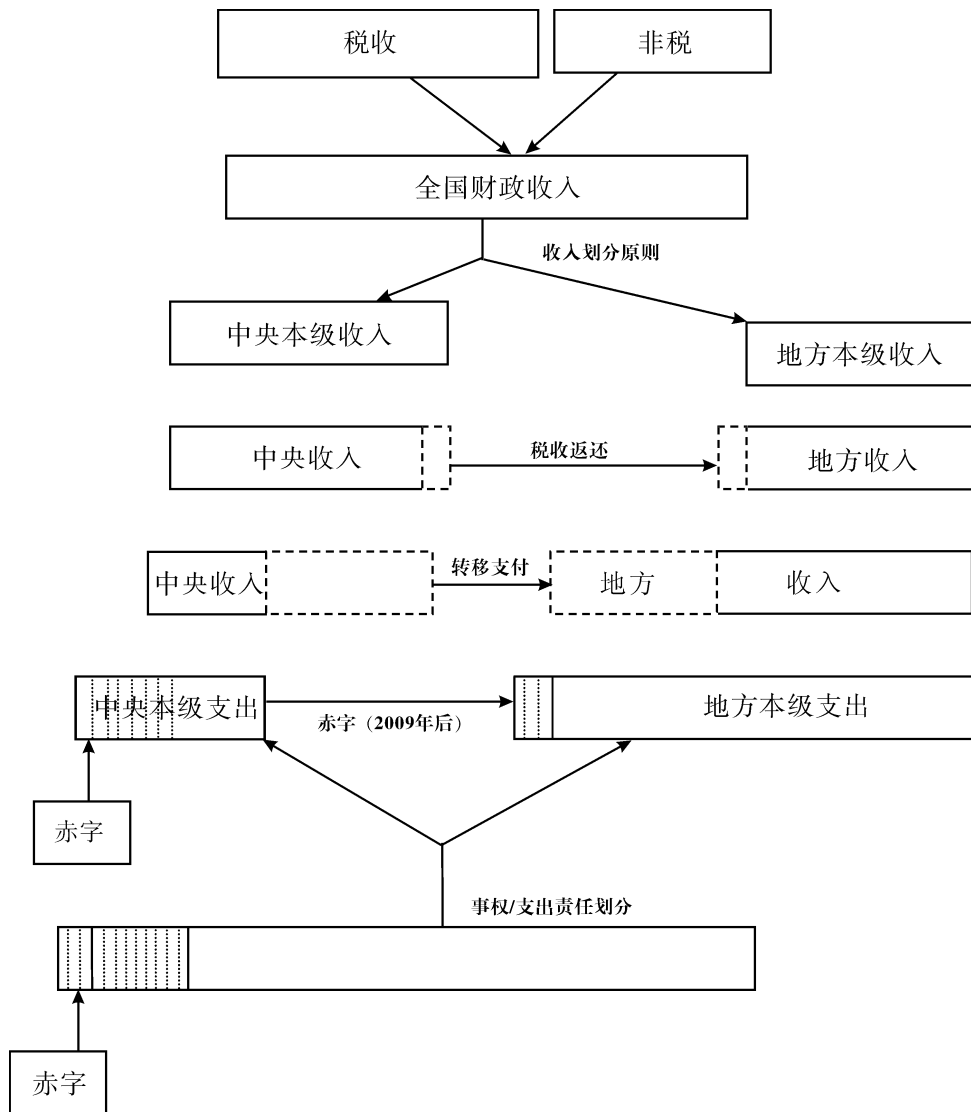 税收
非税
全国财政收入
收入划分原则
中央本级收入
地方本级收入
中央收入
税收返还
地方收入
中央收入
转移支付
地方
收入
中央本级支出
赤字（2009年后）
地方本级支出
赤字
事权/支出责任划分
赤字